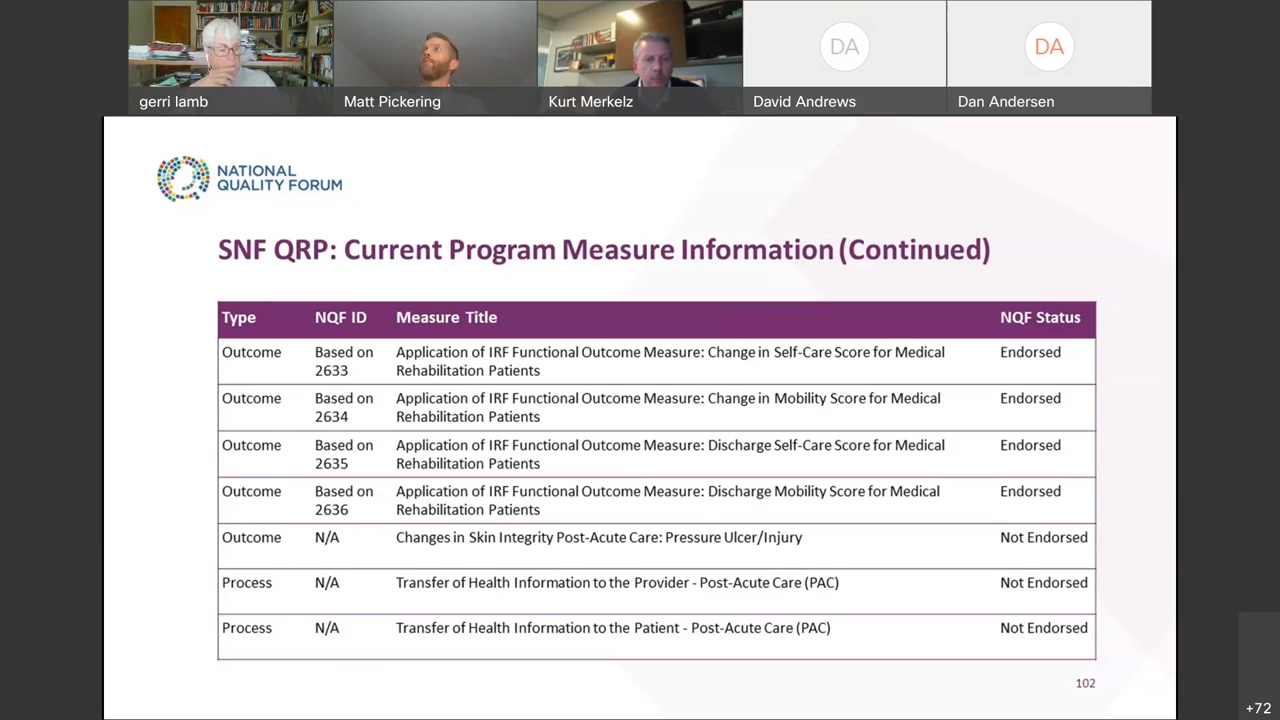 gerri lamb
Matt Pickering
Kurt Merkelz
DA
David Andrews
DA
Dan Andersen
NATIONAL
QUALITY FORUM
SNF QRP: Current Program Measure Information (Continued)
Type NQF ID Measure Title NQF Status
Outcome Based on 2633 Application of IRF Functional Outcome Measure: Change in Self-Care Score for Medical Rehabilitation Patients Endorsed
Outcome Based on 2634 Application of IRF Functional Outcome Measure: Change in Mobility Score for Medical Rehabilitation Patients Endorsed
Outcome Based on 2635 Application of IRF Functional Outcome Measure: Discharge Self-Care Score for Medical Rehabilitation Patients Endorsed
Outcome Based on 2636 Application of IRF Functional Outcome Measure: Discharge Mobility Score for Medical Rehabilitation Patients Endorsed
Outcome N/A Changes in Skin Integrity Post-Acute Care: Pressure Ulcer/Injury Not Endorsed
Process N/A Transfer of Health Information to the Provider - Post-Acute Care (PAC) Not Endorsed
Process N/A Transfer of Health Information to the Patient - Post-Acute Care (PAC) Not Endorsed
102
+72